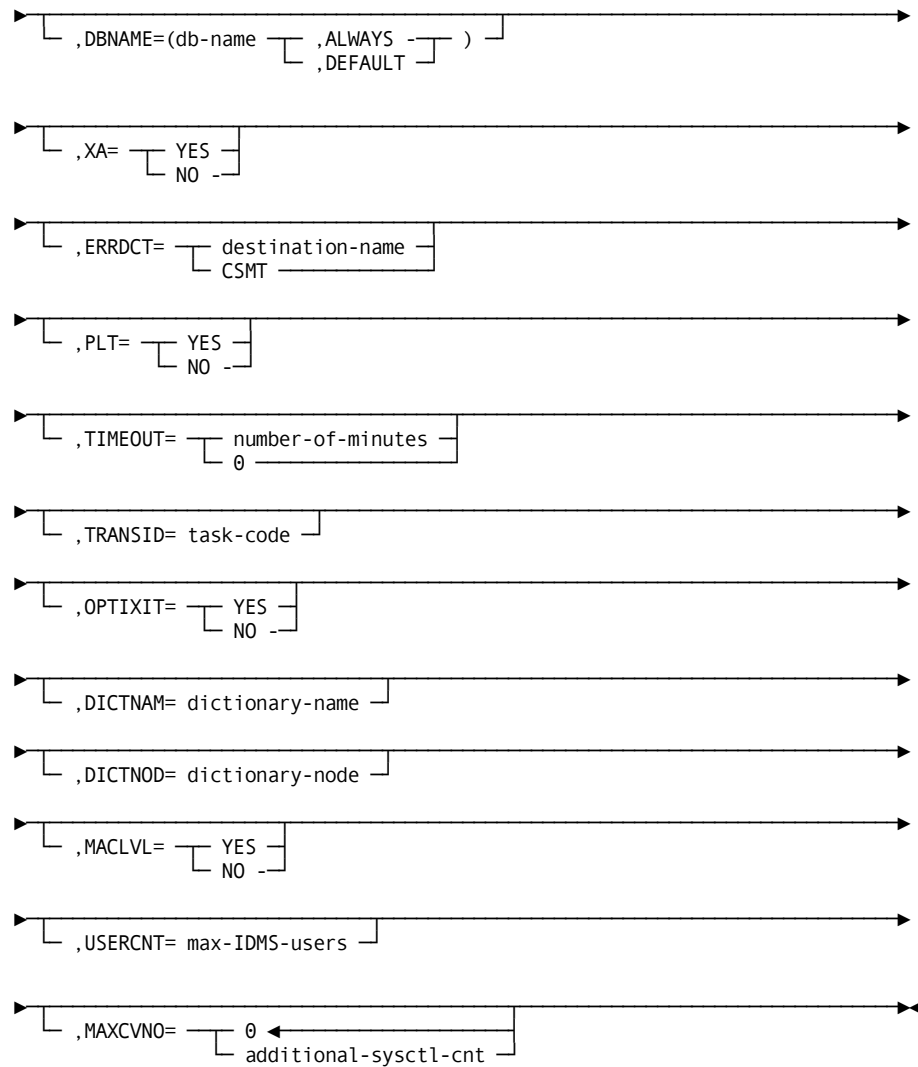 ,DBNAME=(db-name ,ALWAYS - )
,DEFAULT
,XA= YES
NO -
,ERRDCT= destination-name
CSMT
,PLT= YES
NO -
,TIMEOUT= number-of-minutes
0
,TRANSID= task-code
,OPTIXIT= YES
NO -
,DICTNAM= dictionary-name
,DICTNOD= dictionary-node
,MACLVL= YES
NO -
,USERCNT= max-IDMS-users
,MAXCVNO= 0
additional-sysctl-cnt